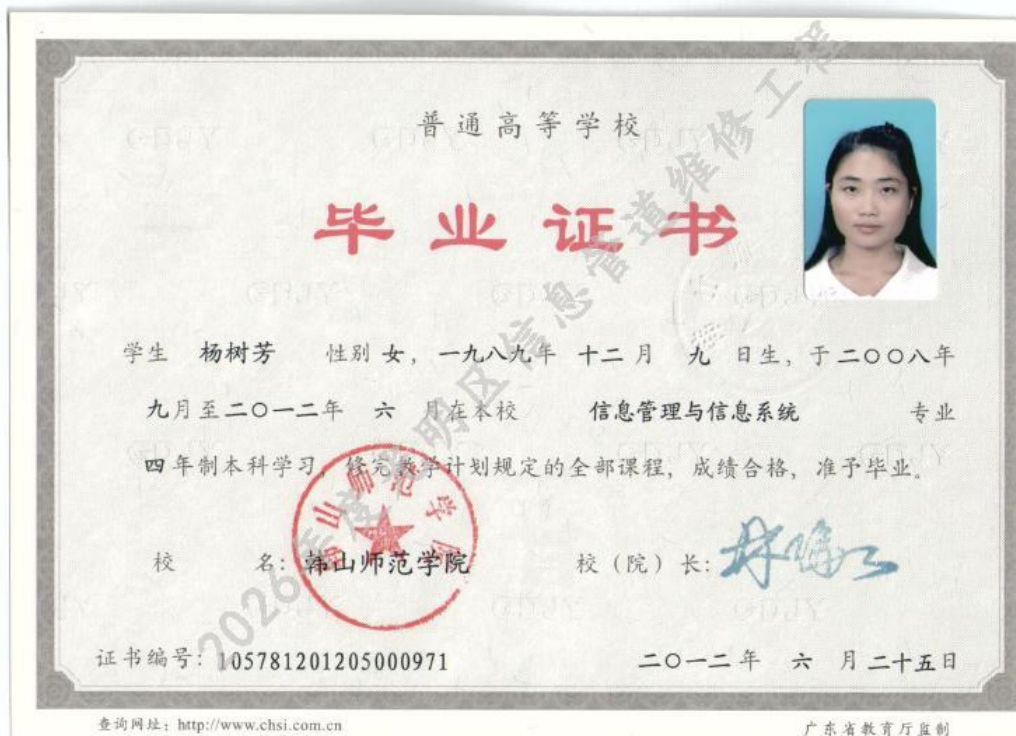 普通高等学校
毕业证书
学生 杨树芳 性别 女，一九八九年 十二 月 九 日生，于二〇〇八年
九月至二〇一二年 六 月在本校 信息管理与信息系统 专业
四年制本科学习，修完教学计划规定的全部课程，成绩合格，准予毕业。
韩山师范学院
校 名：韩山师范学院 校（院）长：
证书编号：105781201205000971 二〇一二年 六 月二十五日
查询网址：http://www.chsi.com.cn 广东省教育厅监制